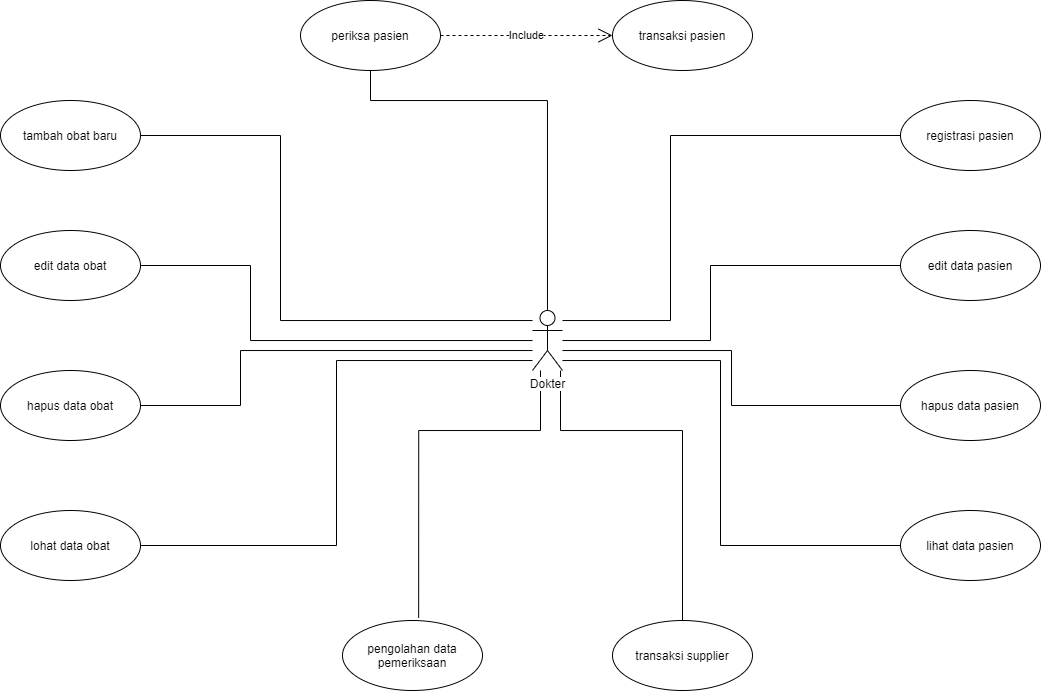 periksa pasien
Include
transaksi pasien
tambah obat baru
registrasi pasien
edit data obat
edit data pasien
Dokter
hapus data obat
hapus data pasien
lohat data obat
lihat data pasien
pengolahan data
pemeriksaan
transaksi supplier